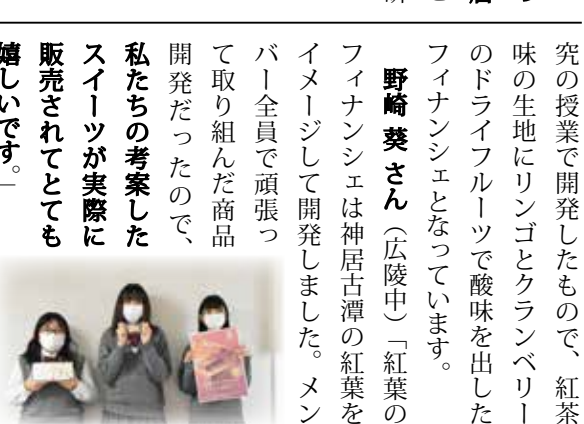 究の授業で開発したもので、紅茶
味の生地にリンゴとクランベリー
のドライフルーツで酸味を出した
フィナンシェとなっています。
野崎 葵 さん（広陵中）「紅葉の
フィナンシェは神居古潭の紅葉を
イメージして開発しました。メン
バー全員で頑張っ
て取り組んだ商品
開発だったので、
私たちの考案した
スイーツが実際に
販売されてとても
嬉しいです。